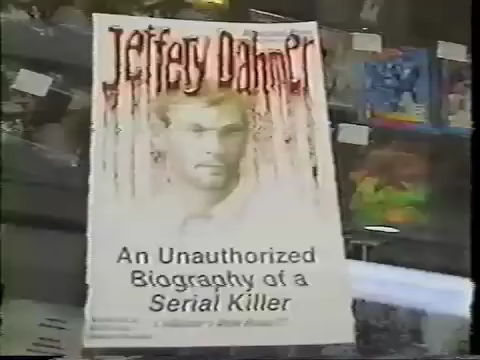 Jeffery Dahmer
An Unauthorized
Biography of a
Serial Killer